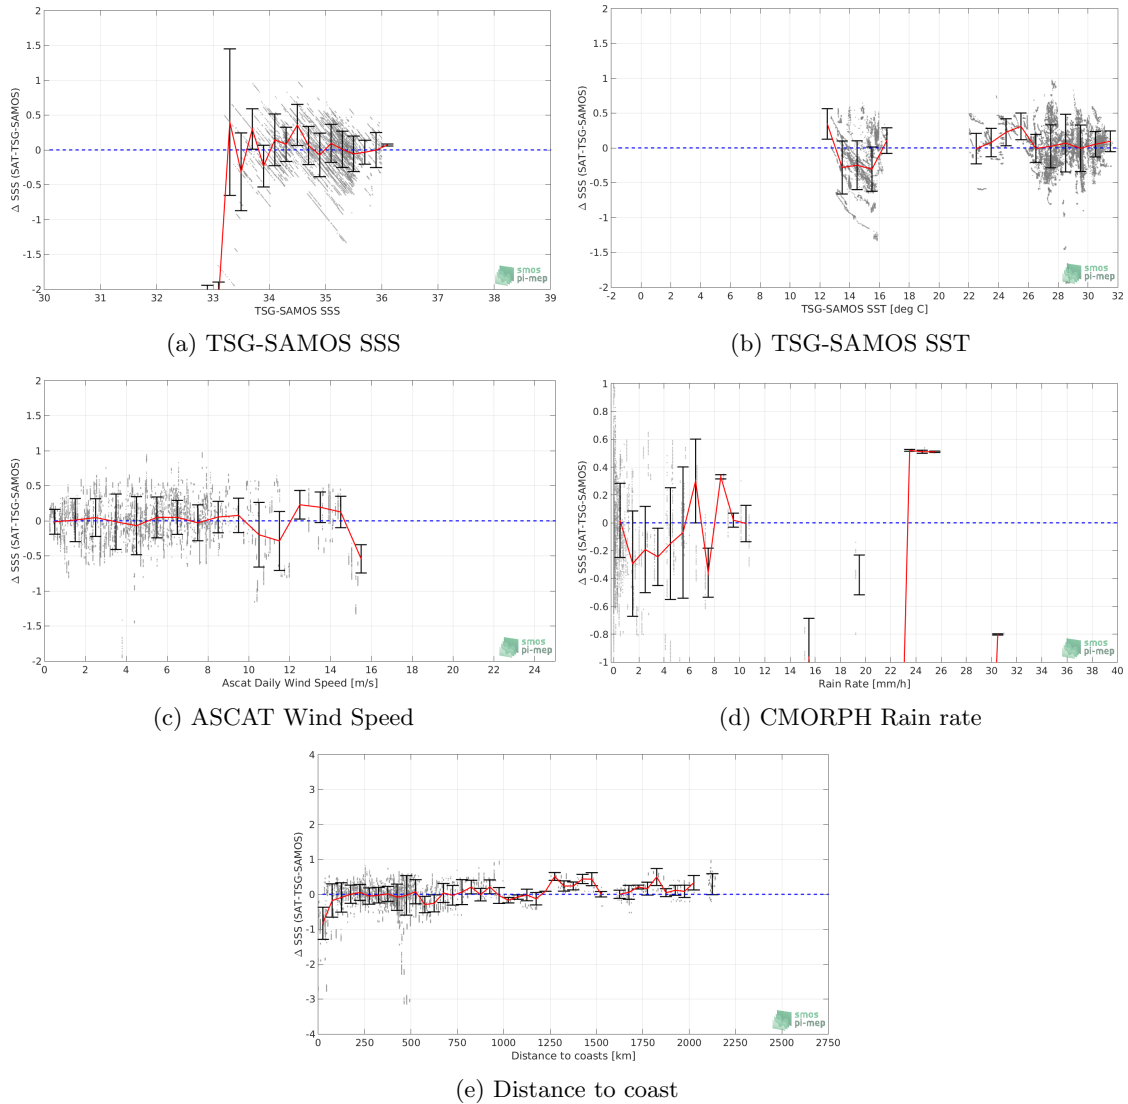 Δ SSS (SAT-TSG-SAMOS)
2
1.5
1
0.5
0
-0.5
-1
-1.5
-2
30 31 32 33 34 35 36 37 38 39
TSG-SAMOS SSS
smos
pi-mep
(a) TSG-SAMOS SSS
Δ SSS (SAT-TSG-SAMOS)
2
1.5
1
0.5
0
-0.5
-1
-1.5
-2
-2 0 2 4 6 8 10 12 14 16 18 20 22 24 26 28 30 32
TSG-SAMOS SST [deg C]
smos
pi-mep
(b) TSG-SAMOS SST
Δ SSS (SAT-TSG-SAMOS)
2
1.5
1
0.5
0
-0.5
-1
-1.5
-2
0 2 4 6 8 10 12 14 16 18 20 22 24
Ascat Daily Wind Speed [m/s]
smos
pi-mep
(c) ASCAT Wind Speed
Δ SSS (SAT-TSG-SAMOS)
1
0.8
0.6
0.4
0.2
0
-0.2
-0.4
-0.6
-0.8
-1
0 2 4 6 8 10 12 14 16 18 20 22 24 26 28 30 32 34 36 38 40
Rain Rate [mm/h]
smos
pi-mep
(d) CMORPH Rain rate
Δ SSS (SAT-TSG-SAMOS)
4
3
2
1
0
-1
-2
-3
-4
0 250 500 750 1000 1250 1500 1750 2000 2250 2500 2750
Distance to coasts [km]
smos
pi-mep
(e) Distance to coast